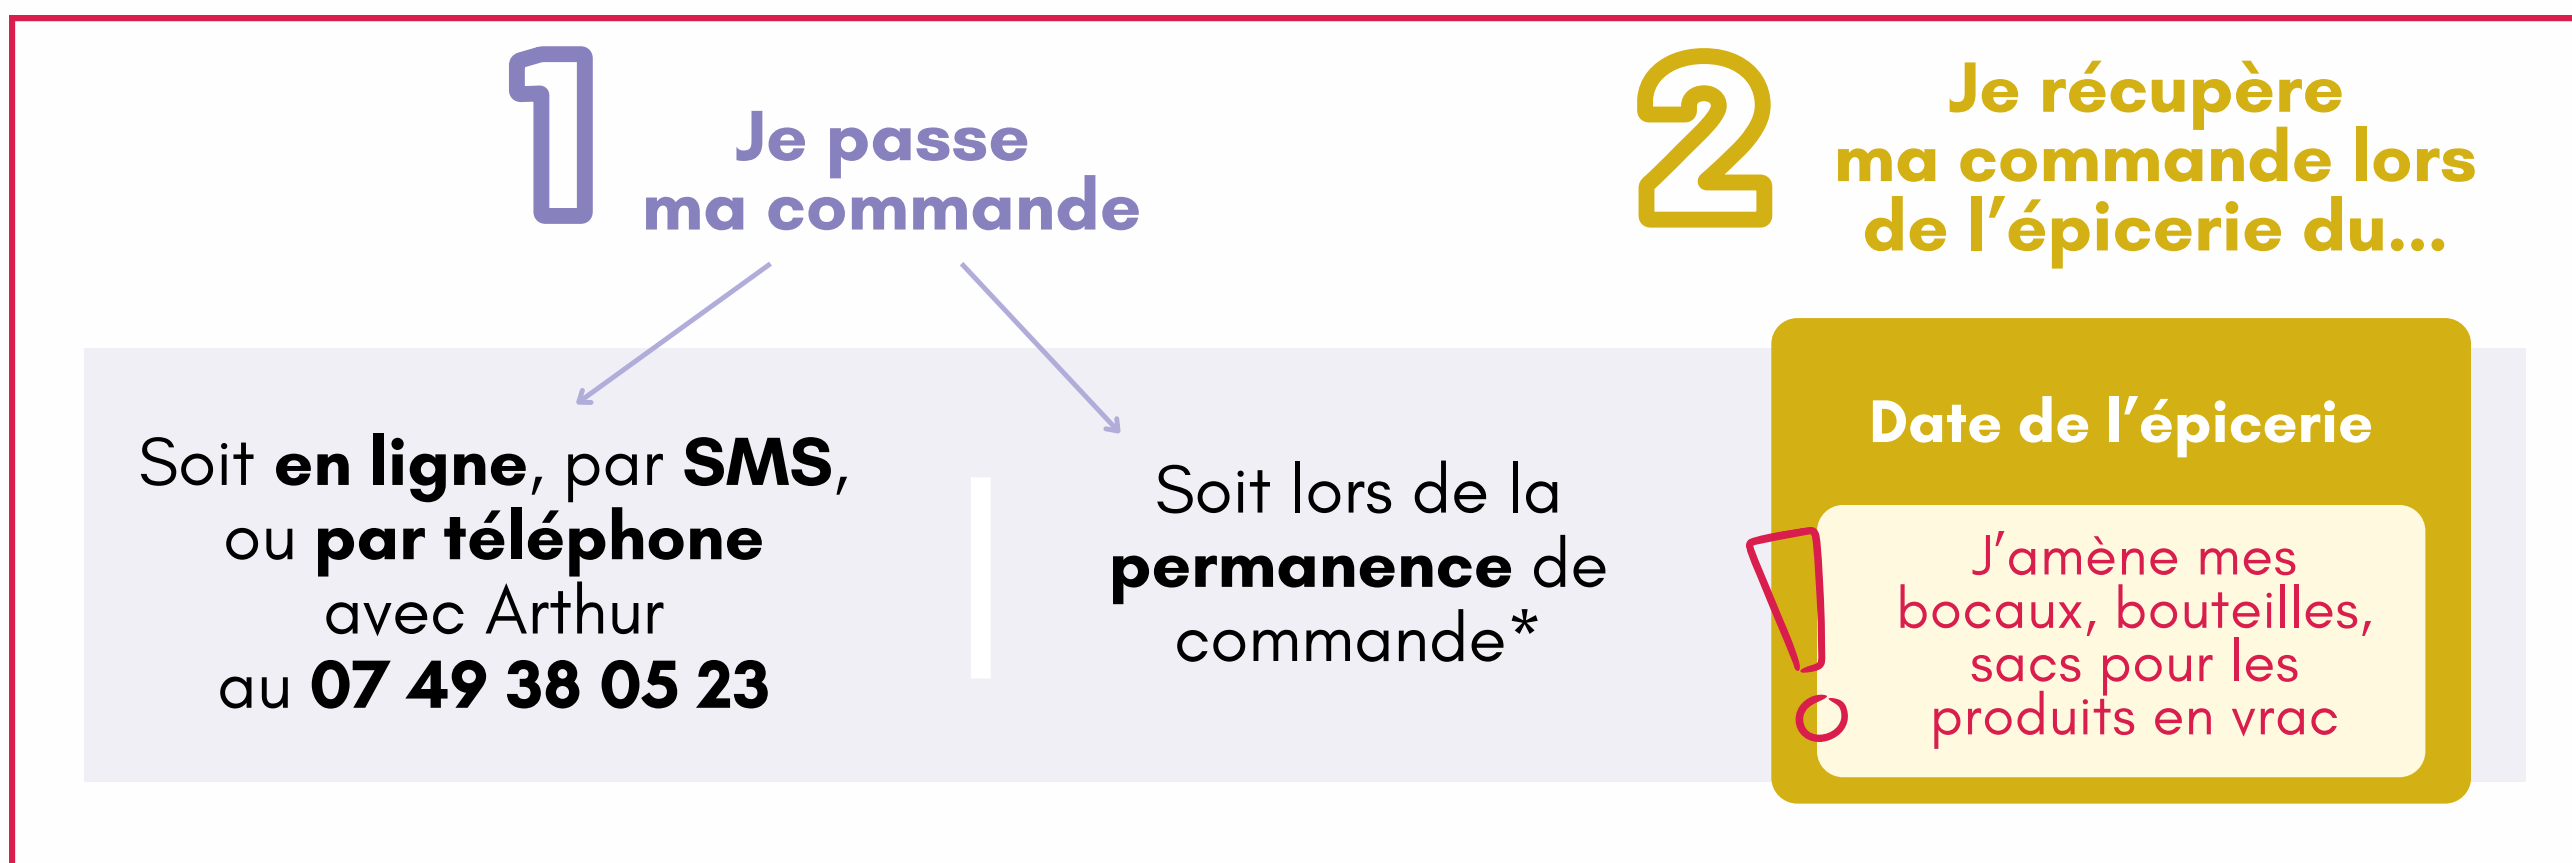 1
Je passe
ma commande
Soit en ligne, par SMS,
ou par téléphone
avec Arthur
au 07 49 38 05 23
Soit lors de la
permanence de
commande*
2
Je récupère
ma commande lors
de l’épicerie du...
Date de l’épicerie
!
J’amène mes
bocaux, bouteilles,
sacs pour les
produits en vrac